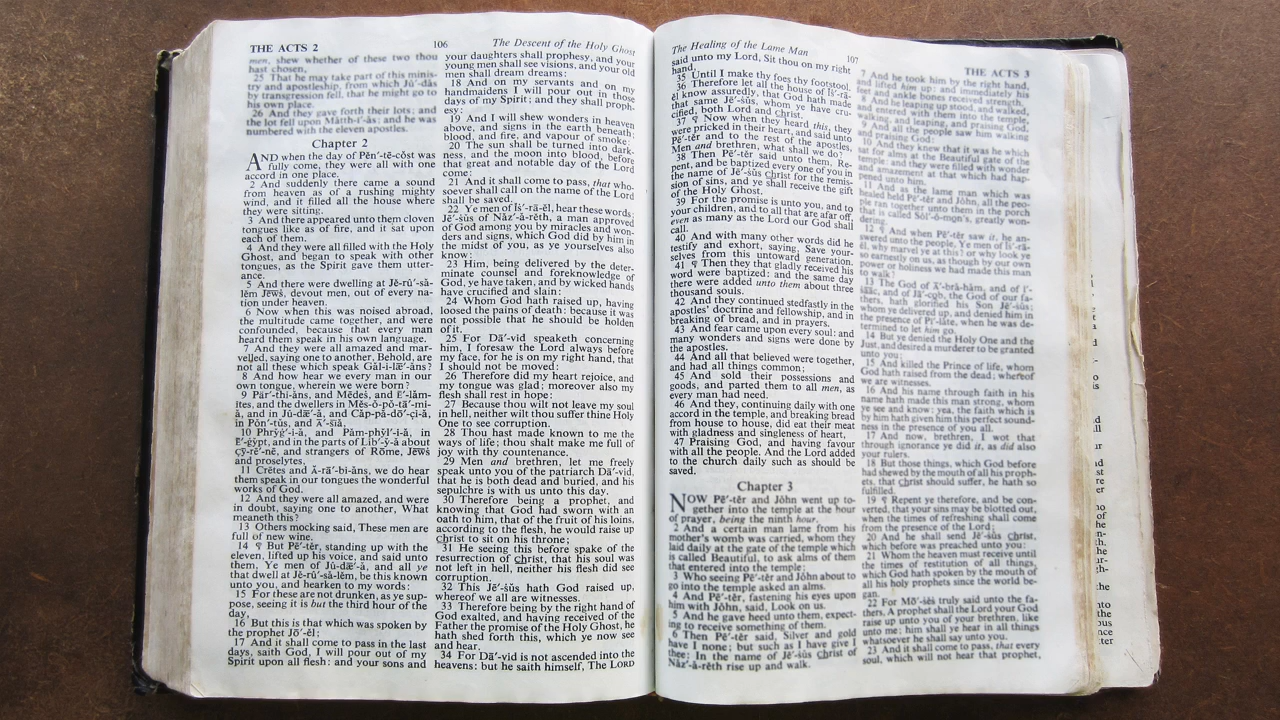 THE ACTS 2
106
The Descent of the Holy Ghost
men, shew whether of these two thou
hast chosen,
25 That he may take part of this minis-
try and apostleship, from which Jū´-dăs
by transgression fell, that he might go to
his own place.
26 And they gave forth their lots; and
the lot fell upon Măth-ī´-ăs; and he was
numbered with the eleven apostles.
Chapter 2
AND when the day of Pĕn´-tĕ-cŏst was
fully come, they were all with one
accord in one place.
2 And suddenly there came a sound
from heaven as of a rushing mighty
wind, and it filled all the house where
they were sitting.
3 And there appeared unto them cloven
tongues like as of fire, and it sat upon
each of them.
4 And they were all filled with the Holy
Ghost, and began to speak with other
tongues, as the Spirit gave them utter-
ance.
5 And there were dwelling at Jĕ-rū´-să-
lĕm Jews, devout men, out of every na-
tion under heaven.
6 Now when this was noised abroad,
the multitude came together, and were
confounded, because that every man
heard them speak in his own language.
7 And they were all amazed and mar-
velled, saying one to another, Behold, are
not all these which speak Găl-ĭ-læ´-ăns?
8 And how hear we every man in our
own tongue, wherein we were born?
9 Pär´-thĭ-ăns, and Mēdeś, and Ē´-lăm-
ites, and the dwellers in Mĕs-ŏ-pŏ-tā´-mĭ-
ă, and in Jū-dæ´-ă, and Căp-pă-dō´-çĭ-ă,
in Pŏn´-tŭs, and Ā´-šĭă,
10 Phrўġ´-ĭ-ă, and Păm-phўl´-ĭ-ă, in
Ē´-ġўpt, and in the parts of Lĭb´-ў-ă about
çў-rē´-nē, and strangers of Rōme, Jews
and proselytes,
11 Crētes and Ă-rā´-bĭ-ăns, we do hear
them speak in our tongues the wonderful
works of God.
12 And they were all amazed, and were
in doubt, saying one to another, What
meaneth this?
13 Others mocking said, These men are
full of new wine.
14 ¶ But Pē´-tĕr, standing up with the
eleven, lifted up his voice, and said unto
them, Ye men of Jū-dæ´-ă, and all ye
that dwell at Jĕ-rû´-să-lĕm, be this known
unto you, and hearken to my words:
15 For these are not drunken, as ye sup-
pose, seeing it is but the third hour of the
day,
16 But this is that which was spoken by
the prophet Jō´-ĕl;
17 And it shall come to pass in the last
days, saith God, I will pour out of my
Spirit upon all flesh: and your sons and
your daughters shall prophesy, and your
young men shall see visions, and your old
men shall dream dreams:
18 And on my servants and on my
handmaidens I will pour out in those
days of my Spirit; and they shall proph-
esy:
19 And I will shew wonders in heaven
above, and signs in the earth beneath;
blood, and fire, and vapour of smoke:
20 The sun shall be turned into dark-
ness, and the moon into blood, before
that great and notable day of the Lord
come:
21 And it shall come to pass, that who-
soever shall call on the name of the Lord
shall be saved.
22 Ye men of Iś´-rā-ĕl, hear these words;
Jē´-śŭs of Năz´-ă-rĕth, a man approved
of God among you by miracles and won-
ders and signs, which God did by him in
the midst of you, as ye yourselves also
know:
23 Him, being delivered by the deter-
minate counsel and foreknowledge of
God, ye have taken, and by wicked hands
have crucified and slain:
24 Whom God hath raised up, having
loosed the pains of death: because it was
not possible that he should be holden
of it.
25 For Dā´-vid speaketh concerning
him, I foresaw the Lord always before
my face, for he is on my right hand, that
I should not be moved:
26 Therefore did my heart rejoice, and
my tongue was glad; moreover also my
flesh shall rest in hope:
27 Because thou wilt not leave my soul
in hell, neither wilt thou suffer thine Holy
One to see corruption.
28 Thou hast made known to me the
ways of life; thou shalt make me full of
joy with thy countenance.
29 Men and brethren, let me freely
speak unto you of the patriarch Dā´-vid,
that he is both dead and buried, and his
sepulchre is with us unto this day.
30 Therefore being a prophet, and
knowing that God had sworn with an
oath to him, that of the fruit of his loins,
according to the flesh, he would raise up
Christ to sit on his throne;
31 He seeing this before spake of the
resurrection of Christ, that his soul was
not left in hell, neither his flesh did see
corruption.
32 This Jē´-śŭs hath God raised up,
whereof we all are witnesses.
33 Therefore being by the right hand of
God exalted, and having received of the
Father the promise of the Holy Ghost, he
hath shed forth this, which ye now see
and hear.
34 For Dā´-vid is not ascended into the
heavens: but he saith himself, The LORD
The Healing of the Lame Man
107
THE ACTS 3
said unto my Lord, Sit thou on my right
hand,
35 Until I make thy foes thy footstool.
36 Therefore let all the house of Iś´-rā-
ĕl know assuredly, that God hath made
that same Jē´-śŭs, whom ye have cru-
cified, both Lord and Christ.
37 ¶ Now when they heard this, they
were pricked in their heart, and said unto
Pē´-tĕr and to the rest of the apostles,
Men and brethren, what shall we do?
38 Then Pē´-tĕr said unto them, Re-
pent, and be baptized every one of you in
the name of Jē´-śŭs Christ for the remis-
sion of sins, and ye shall receive the gift
of the Holy Ghost.
39 For the promise is unto you, and to
your children, and to all that are afar off,
even as many as the Lord our God shall
call.
40 And with many other words did he
testify and exhort, saying, Save your-
selves from this untoward generation.
41 ¶ Then they that gladly received his
word were baptized: and the same day
there were added unto them about three
thousand souls.
42 And they continued stedfastly in the
apostles' doctrine and fellowship, and in
breaking of bread, and in prayers.
43 And fear came upon every soul: and
many wonders and signs were done by
the apostles.
44 And all that believed were together,
and had all things common;
45 And sold their possessions and
goods, and parted them to all men, as
every man had need.
46 And they, continuing daily with one
accord in the temple, and breaking bread
from house to house, did eat their meat
with gladness and singleness of heart,
47 Praising God, and having favour
with all the people. And the Lord added
to the church daily such as should be
saved.
Chapter 3
NOW Pē´-tĕr and Jŏhn went up to-
gether into the temple at the hour
of prayer, being the ninth hour.
2 And a certain man lame from his
mother's womb was carried, whom they
laid daily at the gate of the temple which
is called Beautiful, to ask alms of them
that entered into the temple;
3 Who seeing Pē´-tĕr and Jŏhn about to
go into the temple asked an alms.
4 And Pē´-tĕr, fastening his eyes upon
him with Jŏhn, said, Look on us.
5 And he gave heed unto them, expect-
ing to receive something of them.
6 Then Pē´-tĕr said, Silver and gold
have I none; but such as I have give I
thee: In the name of Jē´-śŭs Christ of
Năz´-ă-rĕth rise up and walk.
7 And he took him by the right hand,
and lifted him up: and immediately his
feet and ankle bones received strength.
8 And he leaping up stood, and walked,
and entered with them into the temple,
walking, and leaping, and praising God.
9 And all the people saw him walking
and praising God:
10 And they knew that it was he which
sat for alms at the Beautiful gate of the
temple: and they were filled with wonder
and amazement at that which had hap-
pened unto him.
11 And as the lame man which was
healed held Pē´-tĕr and Jŏhn, all the peo-
ple ran together unto them in the porch
that is called Sŏl´-ŏ-mŏn's, greatly won-
dering.
12 ¶ And when Pē´-tĕr saw it, he an-
swered unto the people, Ye men of Iś´-rā-
ĕl, why marvel ye at this? or why look ye
so earnestly on us, as though by our own
power or holiness we had made this man
to walk?
13 The God of Ā´-bră-hăm, and of Ī´-
śăac, and of Jā´-cǫb, the God of our fa-
thers, hath glorified his Son Jē´-śŭs;
whom ye delivered up, and denied him in
the presence of Pī´-late, when he was de-
termined to let him go.
14 But ye denied the Holy One and the
Just, and desired a murderer to be granted
unto you;
15 And killed the Prince of life, whom
God hath raised from the dead; whereof
we are witnesses.
16 And his name through faith in his
name hath made this man strong, whom
ye see and know: yea, the faith which is
by him hath given him this perfect sound-
ness in the presence of you all.
17 And now, brethren, I wot that
through ignorance ye did it, as did also
your rulers.
18 But those things, which God before
had shewed by the mouth of all his proph-
ets, that Christ should suffer, he hath so
fulfilled.
19 ¶ Repent ye therefore, and be con-
verted, that your sins may be blotted out,
when the times of refreshing shall come
from the presence of the Lord;
20 And he shall send Jē´-śŭs Christ,
which before was preached unto you:
21 Whom the heaven must receive until
the times of restitution of all things,
which God hath spoken by the mouth of
all his holy prophets since the world be-
gan.
22 For Mō´-śĕś truly said unto the fa-
thers, A prophet shall the Lord your God
raise up unto you of your brethren, like
unto me; him shall ye hear in all things
whatsoever he shall say unto you.
23 And it shall come to pass, that every
soul, which will not hear that prophet,